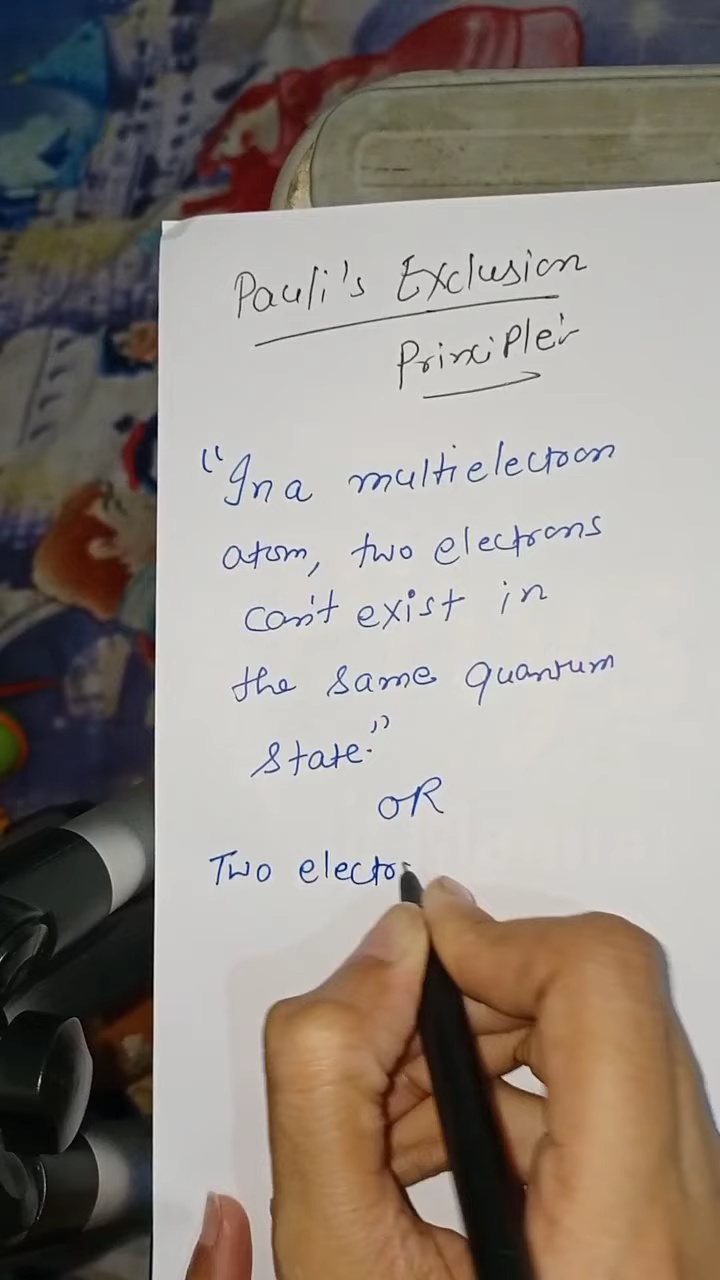 Pauli's Exclusion
Principle:-
"In a multielectron
atom, two electrons
can't exist in
the same quantum
state."
OR
Two electro